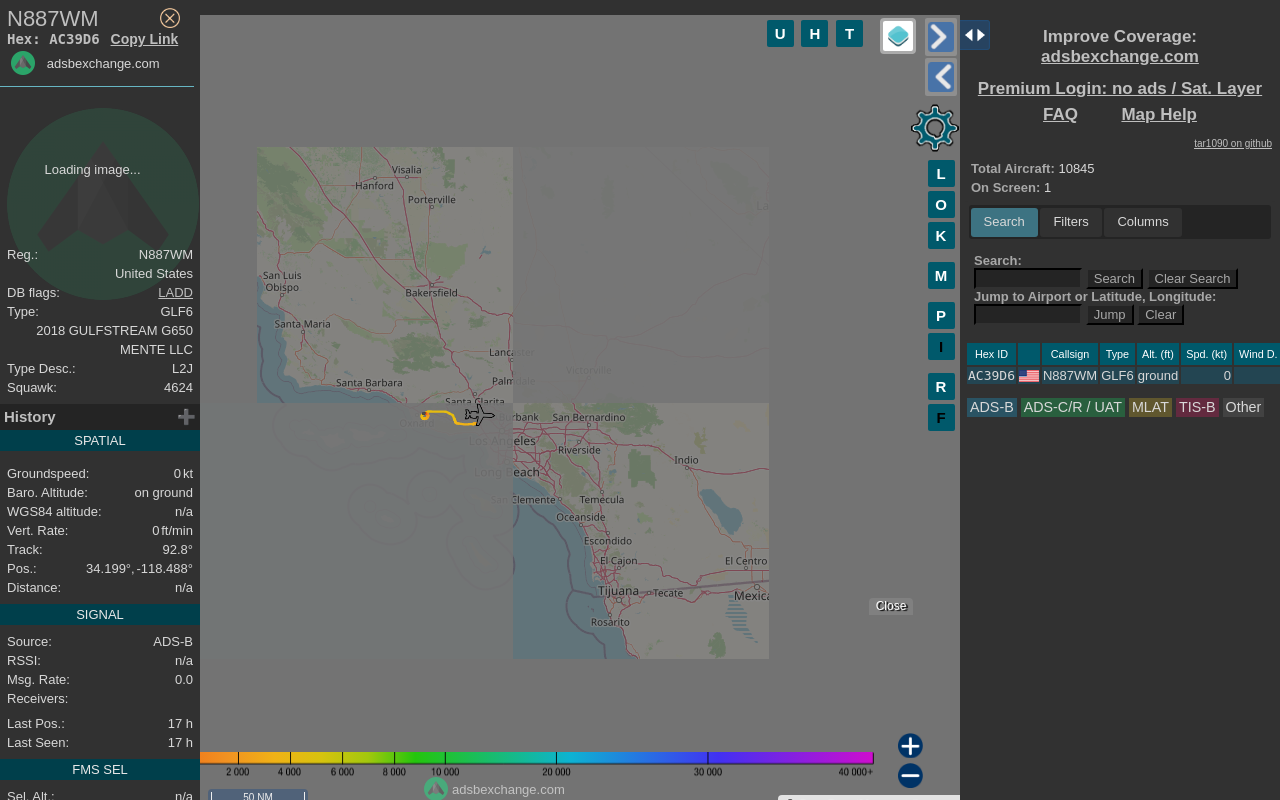 N887WM
Hex: AC39D6 Copy Link
adsbexchange.com
Loading image...
Reg.: N887WM
United States
DB flags: LADD
Type: GLF6
2018 GULFSTREAM G650
MENTE LLC
Type Desc.: L2J
Squawk: 4624
History
SPATIAL
Groundspeed: 0 kt
Baro. Altitude: on ground
WGS84 altitude: n/a
Vert. Rate: 0 ft/min
Track: 92.8°
Pos.: 34.199°, -118.488°
Distance: n/a
SIGNAL
Source: ADS-B
RSSI: n/a
Msg. Rate: 0.0
Receivers:
Last Pos.: 17 h
Last Seen: 17 h
FMS SEL
Sel. Alt.: n/a
U H T
L
O
K
M
P
I
R
F
Visalia
Hanford
Porterville
San Luis
Obispo
Bakersfield
Santa Maria
Lancaster
Victorville
Palmdale
Santa Barbara
Santa Clarita
Burbank
San Bernardino
Los Angeles
Riverside
Indio
Long Beach
San Clemente
Temecula
Oceanside
Escondido
El Cajon
El Centro
Tijuana
Tecate
Mexica
Rosarito
Close
2 000 4 000 6 000 8 000 10 000 20 000 30 000 40 000+
adsbexchange.com
50 NM
Improve Coverage:
adsbexchange.com
Premium Login: no ads / Sat. Layer
FAQ Map Help
tar1090 on github
Total Aircraft: 10845
On Screen: 1
Search Filters Columns
Search:
Search Clear Search
Jump to Airport or Latitude, Longitude:
Jump Clear
Hex ID Callsign Type Alt. (ft) Spd. (kt) Wind D.
AC39D6 N887WM GLF6 ground 0
ADS-B ADS-C/R / UAT MLAT TIS-B Other